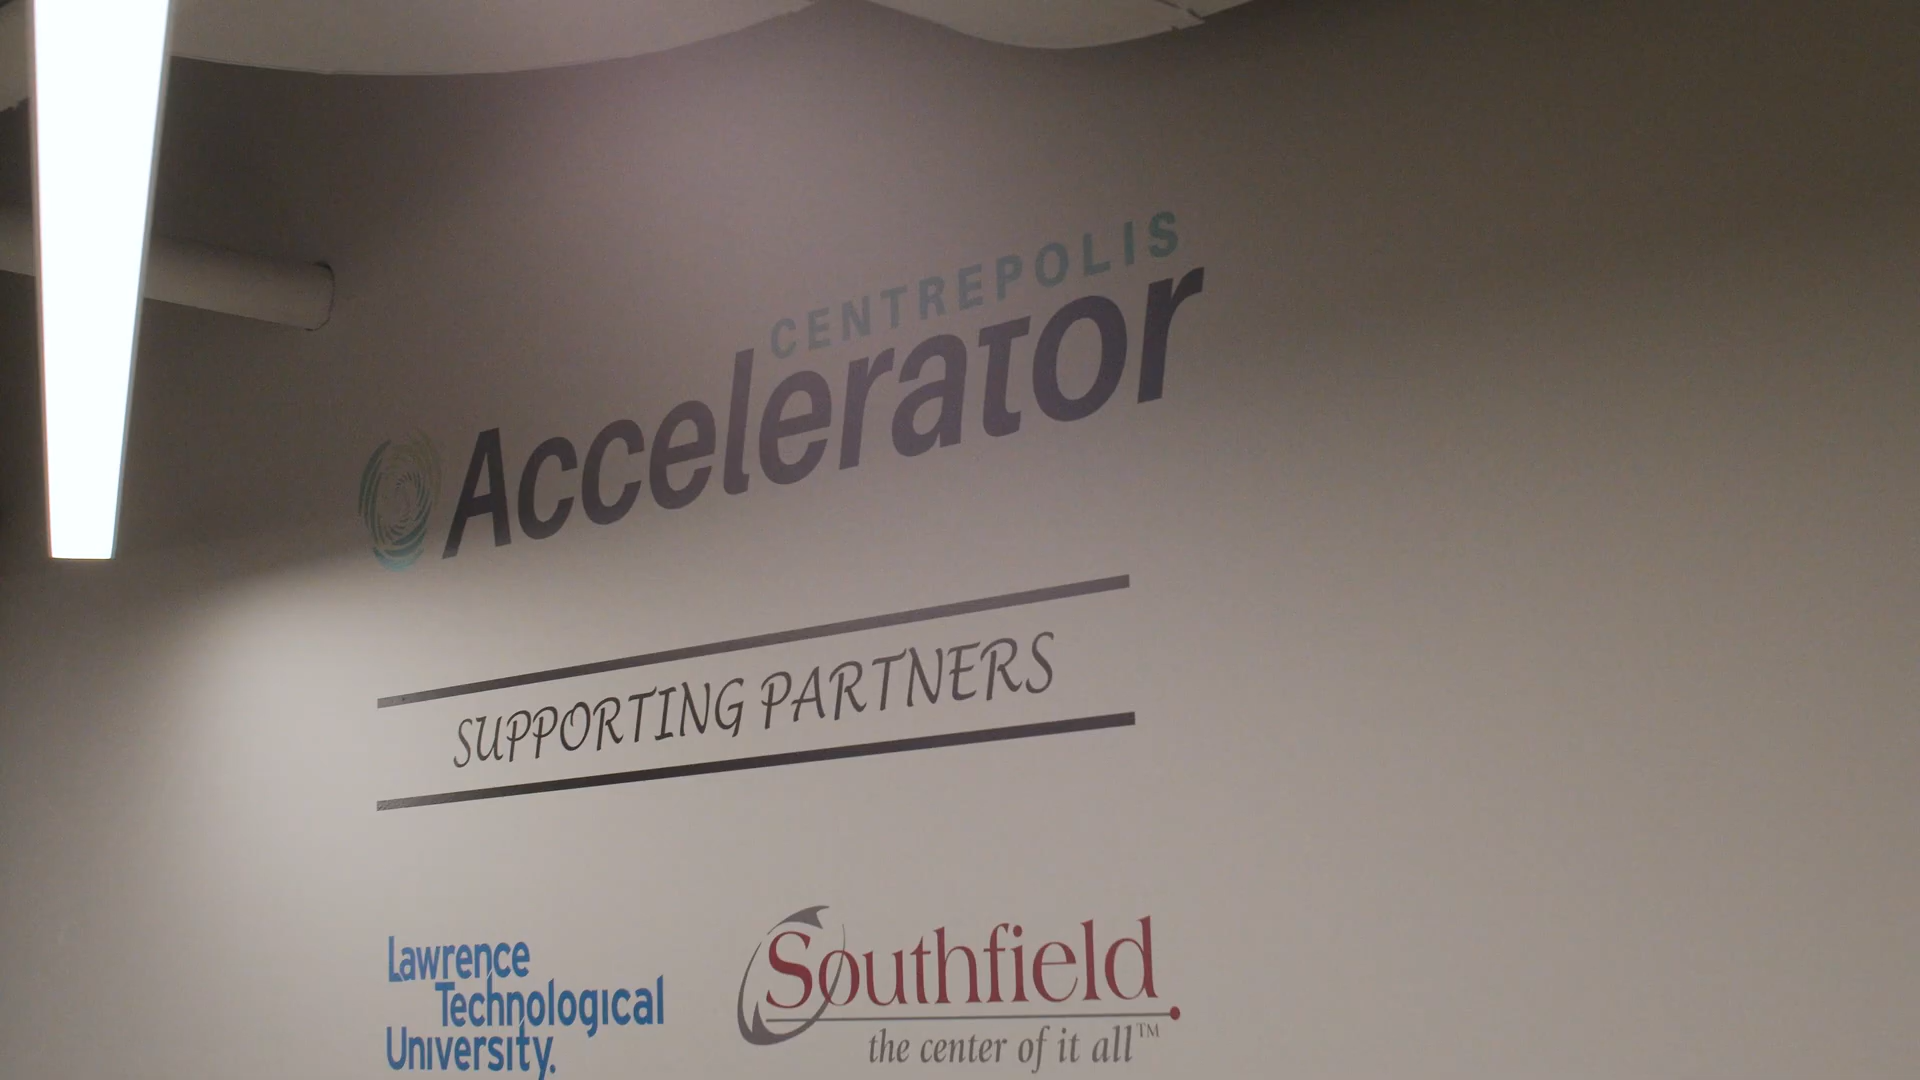 CENTREPOLIS
Accelerator
SUPPORTING PARTNERS
Lawrence
Technological
University.
Southfield
the center of it all™